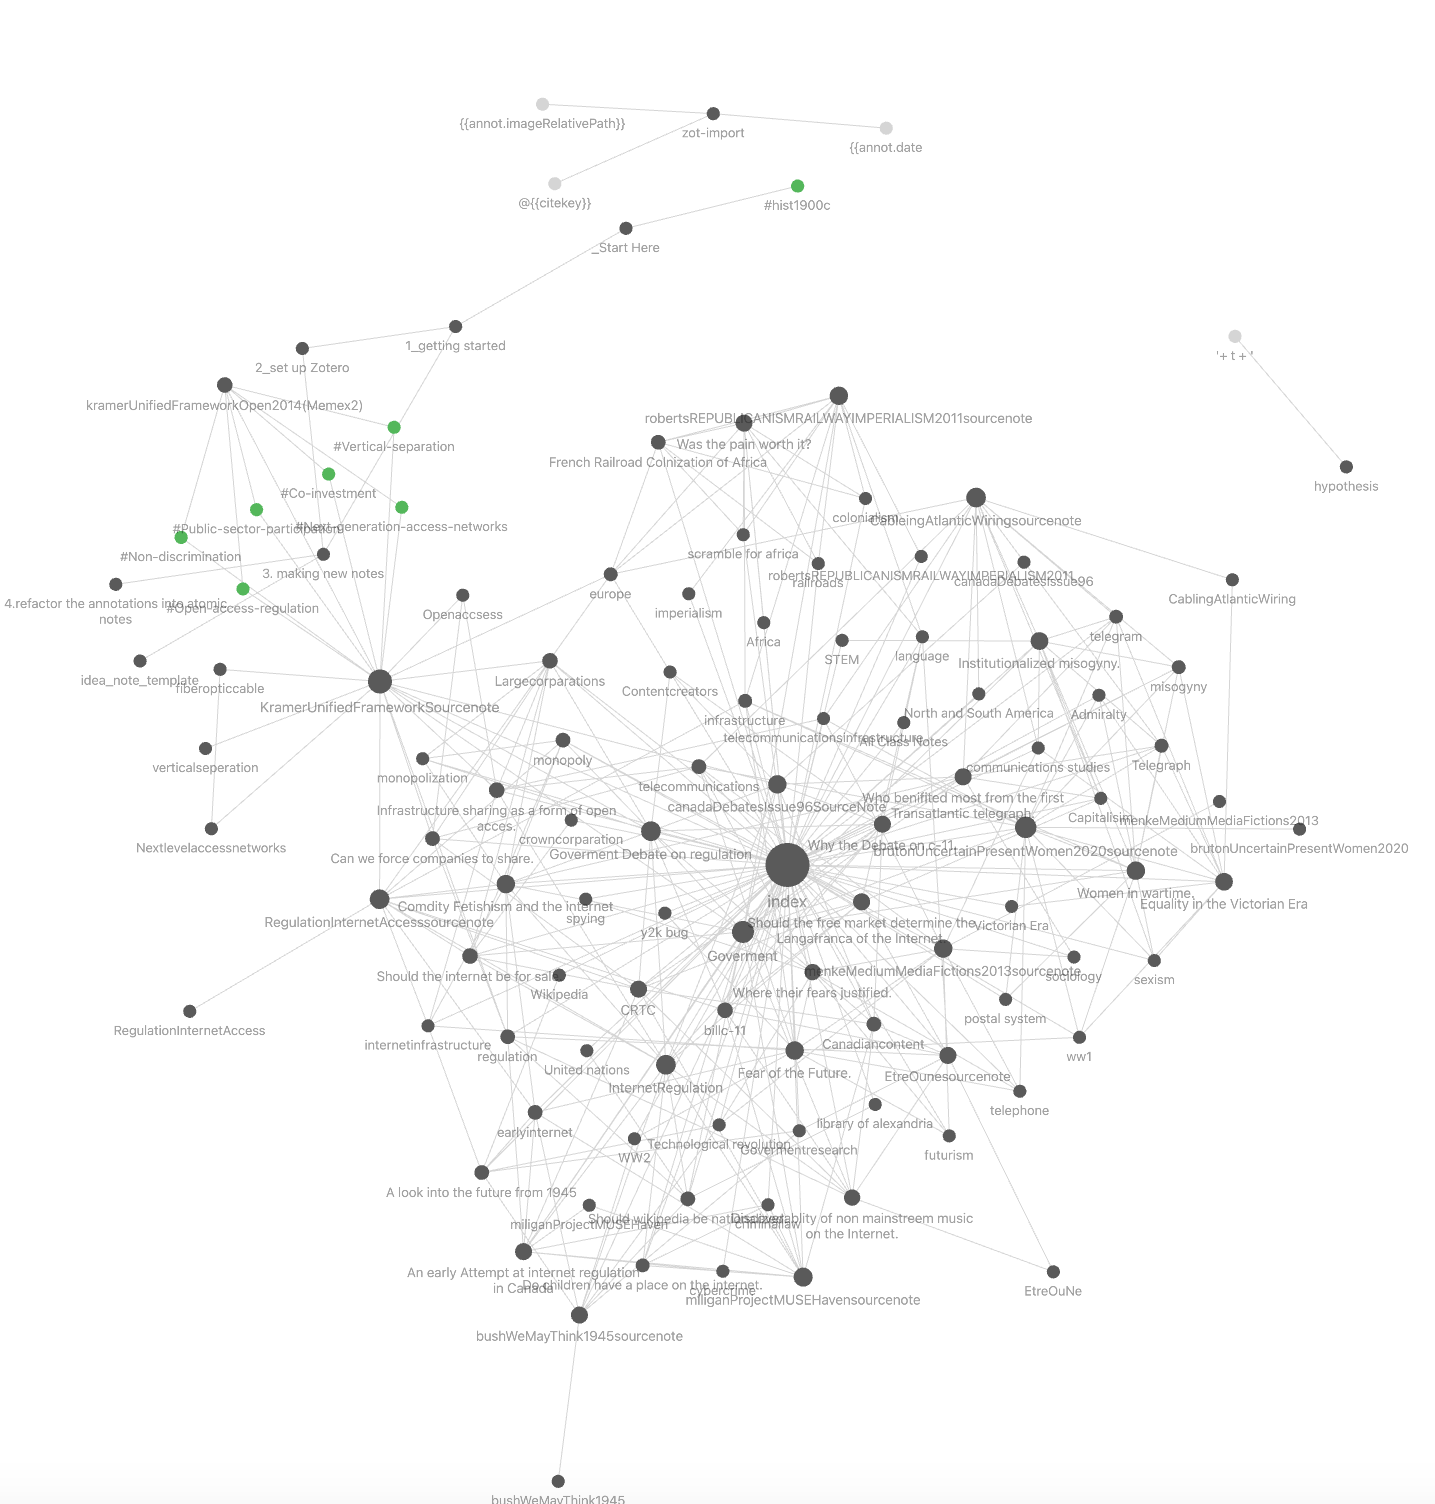 {{annot.imageRelativePath}}
zot-import
{{annot.date
@{{citekey}}
#hist1900c
_Start Here
1_getting started
'+ t + '
2_set up Zotero
kramerUnifiedFrameworkOpen2014(Memex2)
robertsREPUBLICANISMRAILWAYIMPERIALISM2011sourcenote
#Vertical-separation
Was the pain worth it?
French Railroad Colnization of Africa
hypothesis
#Co-investment
colonialism
CableingAtlanticWiringsourcenote
#Public-sector-participation
#Next-generation-access-networks
#Non-discrimination
scramble for africa
3. making new notes
robertsREPUBLICANISMRAILWAYIMPERIALISM2011
railroads
canadaDebatesIssue96
europe
CablingAtlanticWiring
4.refactor the annotations into atomic
notes
#Open-access-regulation
Openaccsess
imperialism
telegram
Africa
STEM
language
Institutionalized misogyny.
idea_note_template
fiberopticcable
Largecorparations
Contentcreators
misogyny
KramerUnifiedFrameworkSourcenote
infrastructure
North and South America
Admiralty
telecommunicationsinfrastructure
All Class Notes
verticalseperation
monopoly
communications studies
Telegraph
monopolization
telecommunications
Infrastructure sharing as a form of open
acces.
canadaDebatesIssue96SourceNote
Who benifited most from the first
Transatlantic telegraph.
Capitalisim
menkeMediumMediaFictions2013
crowncorparation
Nextlevelaccessnetworks
Can we force companies to share.
Goverment Debate on regulation
Why the Debate on c-11.
brutonUncertainPresentWomen2020sourcenote
brutonUncertainPresentWomen2020
Women in wartime.
Equality in the Victorian Era
index
Comdity Fetishism and the internet
RegulationInternetAccesssourcenote
spying
y2k bug
Should the free market determine the
Langafranca of the Internet.
Victorian Era
Goverment
Should the internet be for sale
menkeMediumMediaFictions2013sourcenote
sociology
sexism
Wikipedia
Where their fears justified.
CRTC
postal system
RegulationInternetAccess
billc-11
internetinfrastructure
regulation
Canadiancontent
ww1
United nations
Fear of the Future.
EtreOunesourcenote
InternetRegulation
telephone
library of alexandria
earlyinternet
Technological revolution
WW2
Govermentresearch
futurism
A look into the future from 1945
miliganProjectMUSEHaven
criminallaw
on the Internet.
An early Attempt at internet regulation
in Canada
Do children have a place on the internet.
cybercrime
miliganProjectMUSEHavensourcenote
EtreOuNe
bushWeMayThink1945sourcenote
bushWeMayThink1945